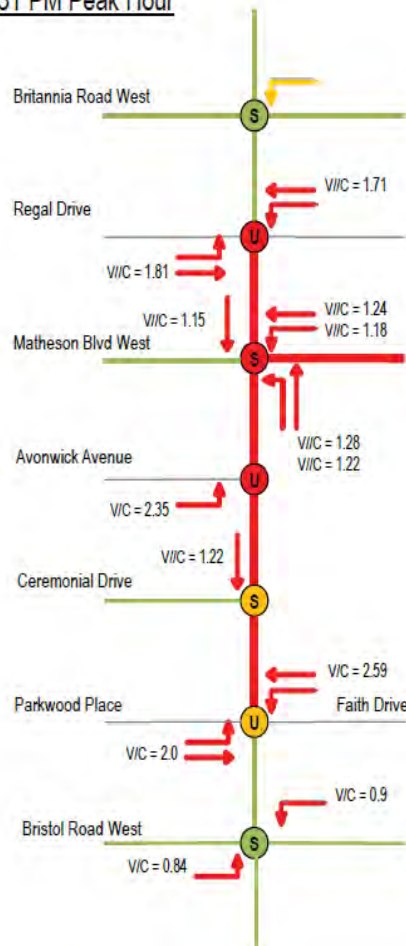 31 PM Peak Hour
Britannia Road West
S
V//C = 1.71
Regal Drive
U
V//C = 1.81
V//C = 1.15
V//C = 1.24
V//C = 1.18
Matheson Blvd West
S
V//C = 1.28
V//C = 1.22
Avonwick Avenue
U
V/C = 2.35
V//C = 1.22
Ceremonial Drive
S
V/C = 2.59
Parkwood Place
Faith Drive
U
V/C = 2.0
V/C = 0.9
Bristol Road West
S
V/C = 0.84